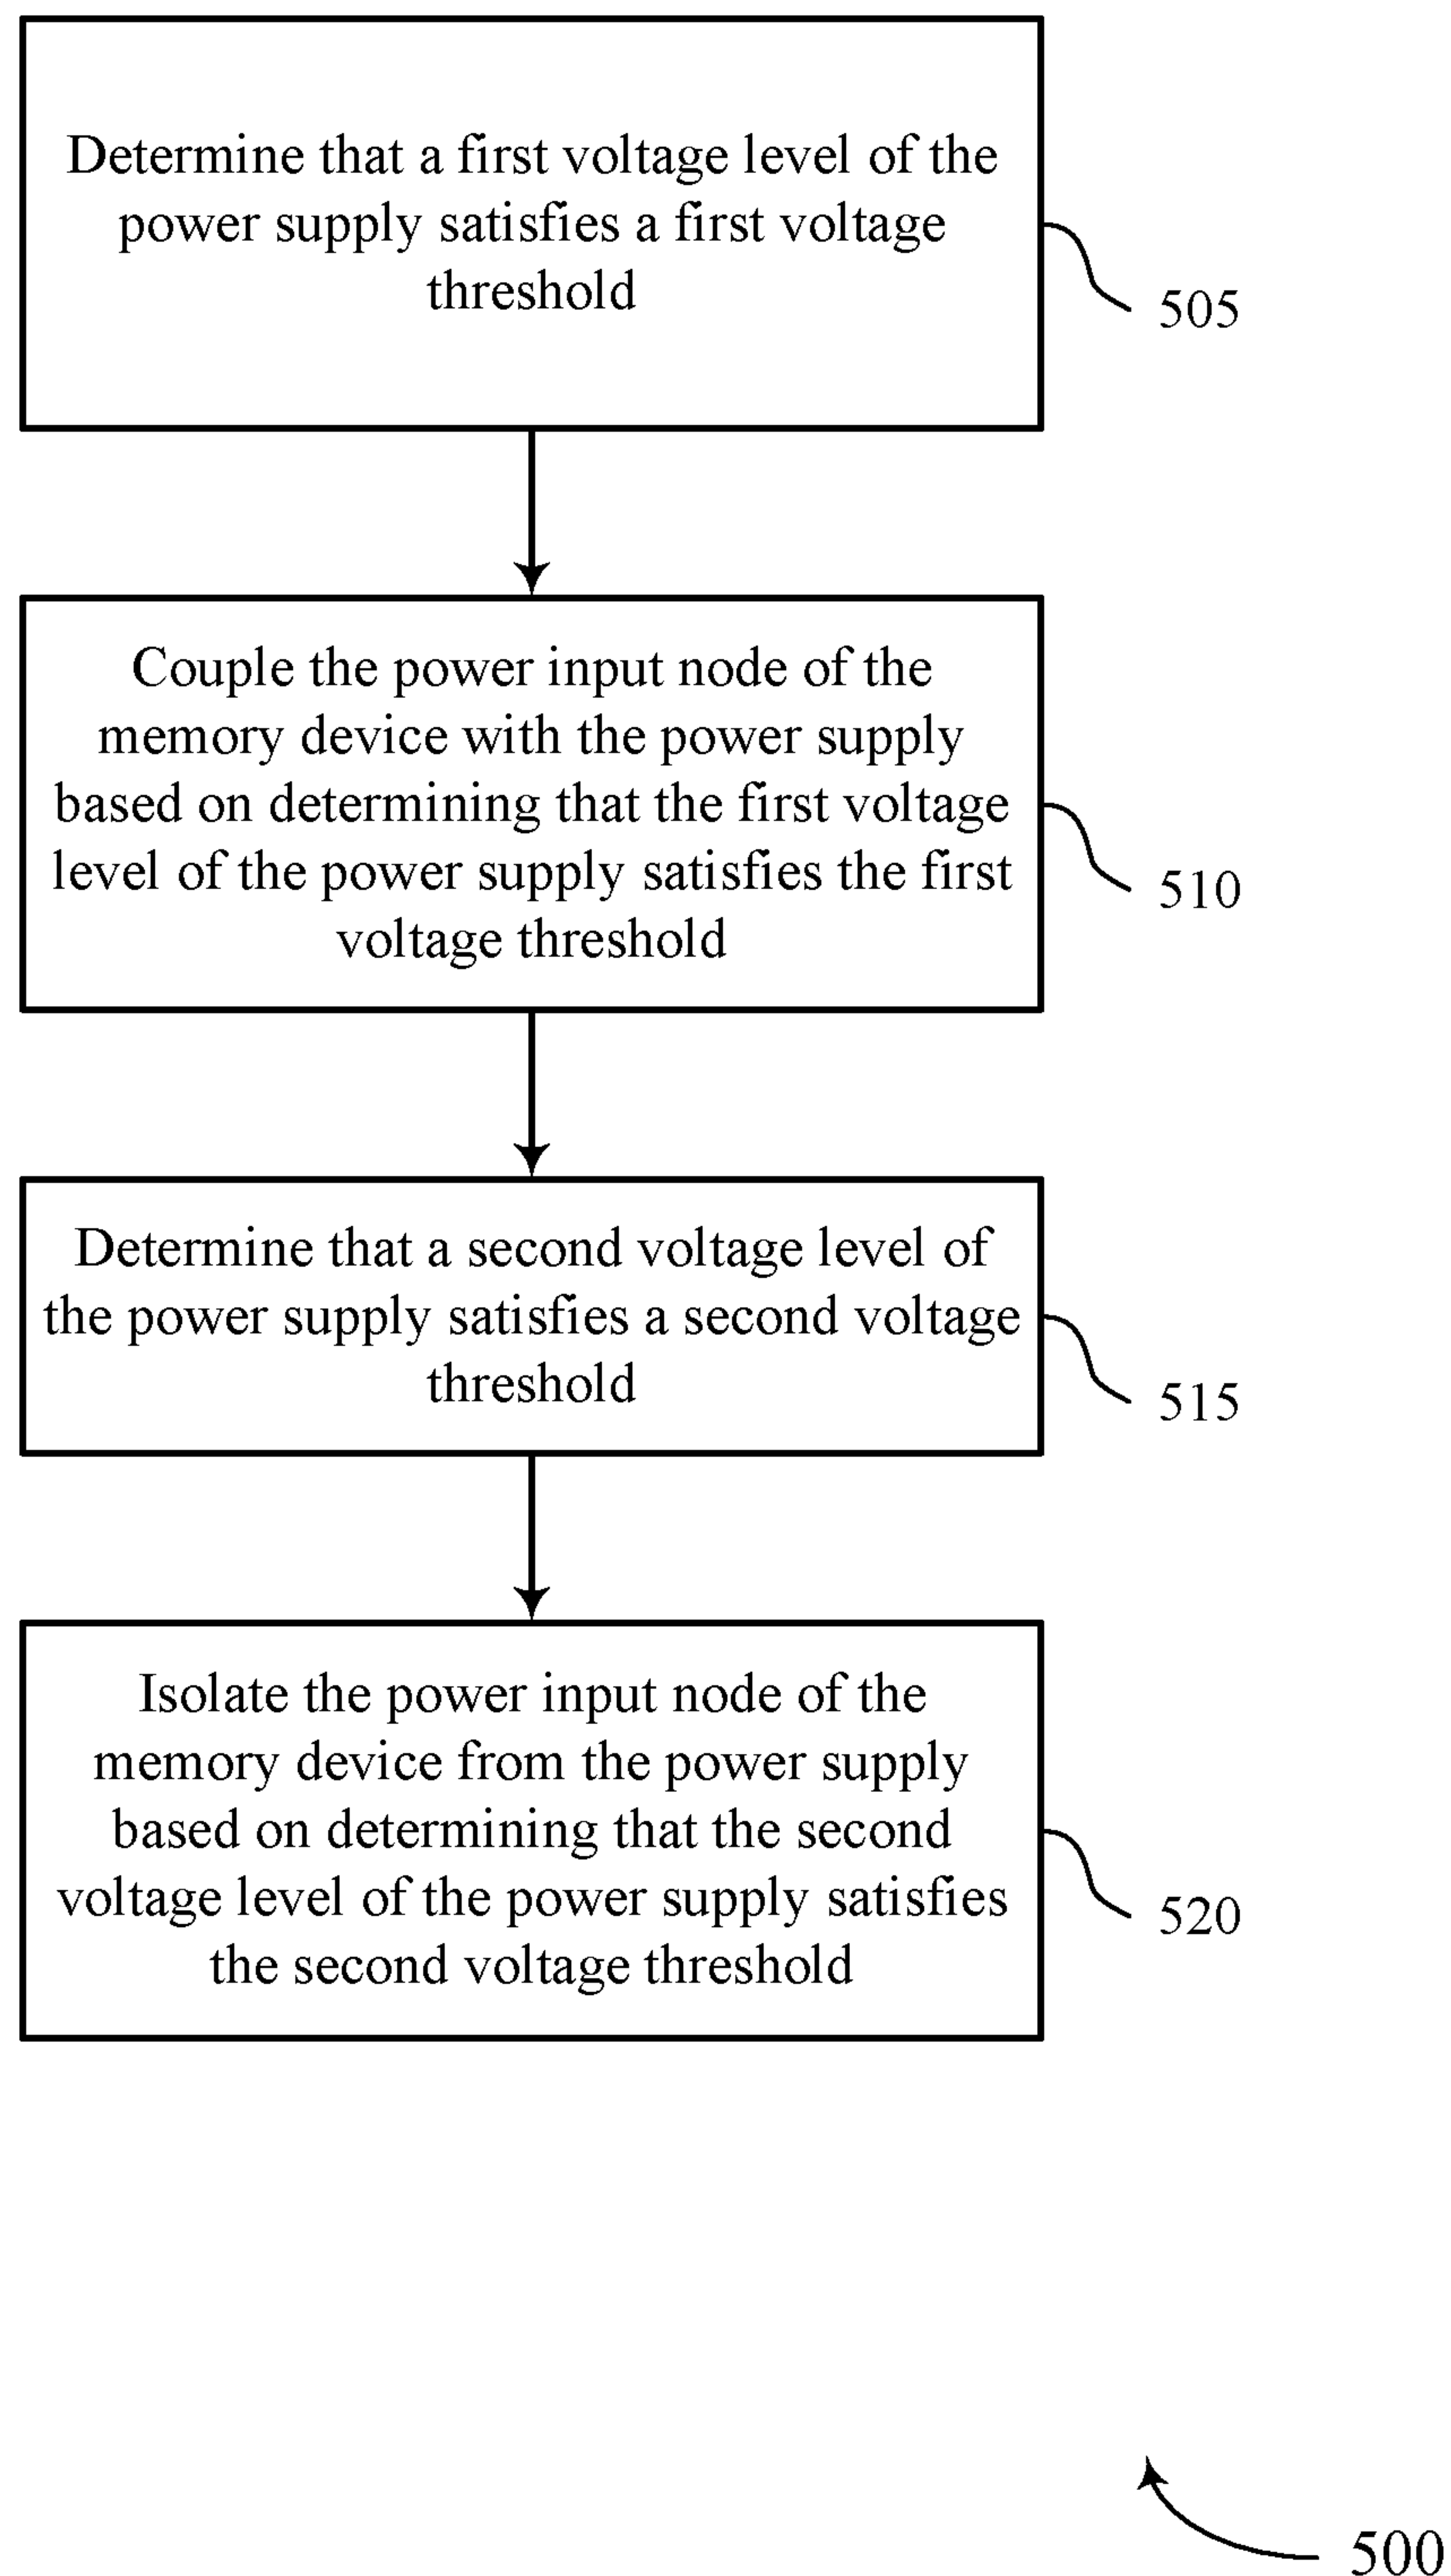 Determine that a first voltage level of the
power supply satisfies a first voltage
threshold
505
Couple the power input node of the
memory device with the power supply
based on determining that the first voltage
level of the power supply satisfies the first
voltage threshold
510
Determine that a second voltage level of
the power supply satisfies a second voltage
threshold
515
Isolate the power input node of the
memory device from the power supply
based on determining that the second
voltage level of the power supply satisfies
the second voltage threshold
520
500